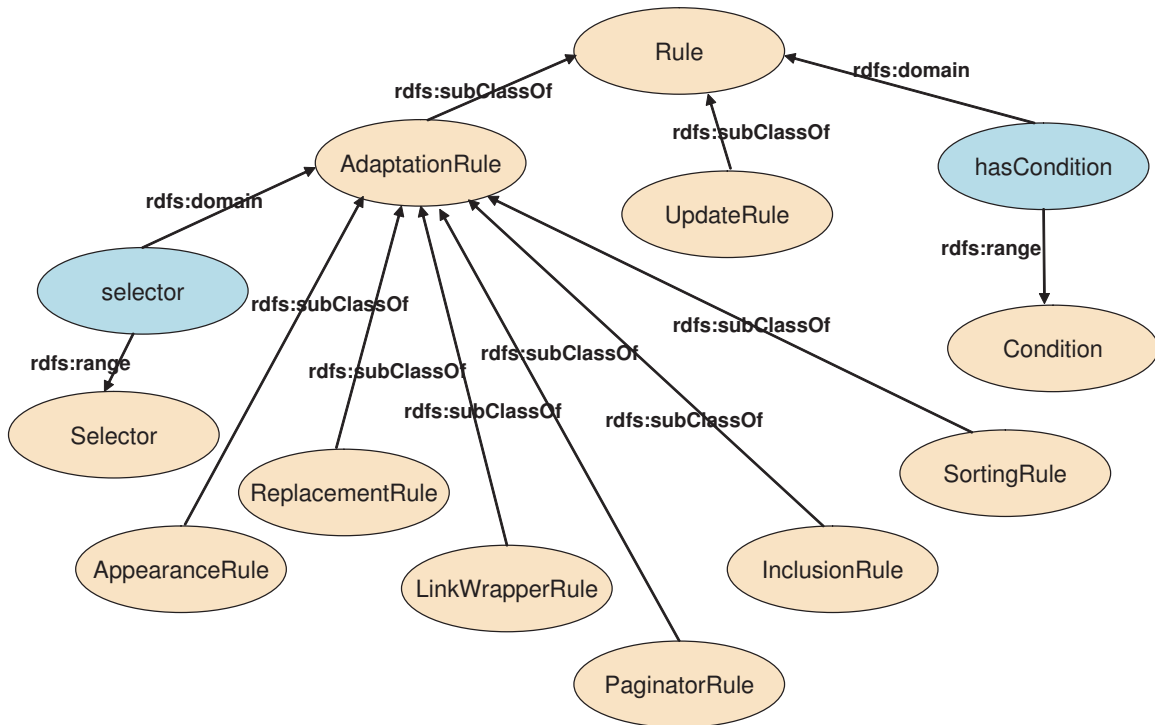 Rule
rdfs:domain
rdfs:subClassOf
rdfs:subClassOf
AdaptationRule
hasCondition
rdfs:domain
UpdateRule
rdfs:range
selector
rdfs:subClassOf
rdfs:subClassOf
Condition
rdfs:range
rdfs:subClassOf
rdfs:subClassOf
rdfs:subClassOf
rdfs:subClassOf
Selector
SortingRule
ReplacementRule
AppearanceRule
InclusionRule
LinkWrapperRule
PaginatorRule